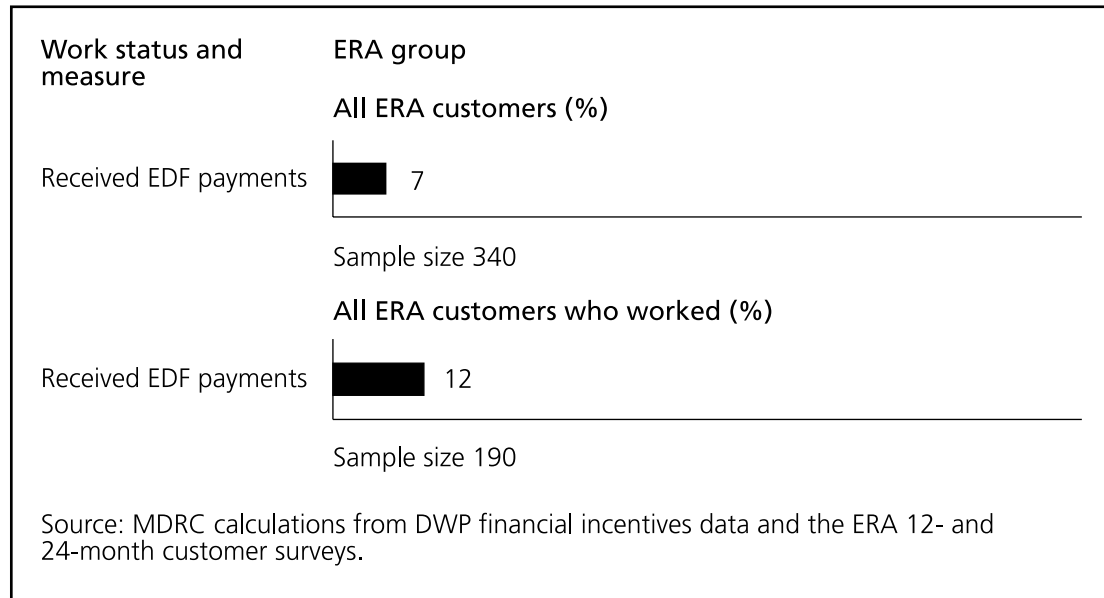 Work status and
measure
ERA group
All ERA customers (%)
Received EDF payments
7
Sample size 340
All ERA customers who worked (%)
Received EDF payments
12
Sample size 190
Source: MDRC calculations from DWP financial incentives data and the ERA 12- and
24-month customer surveys.